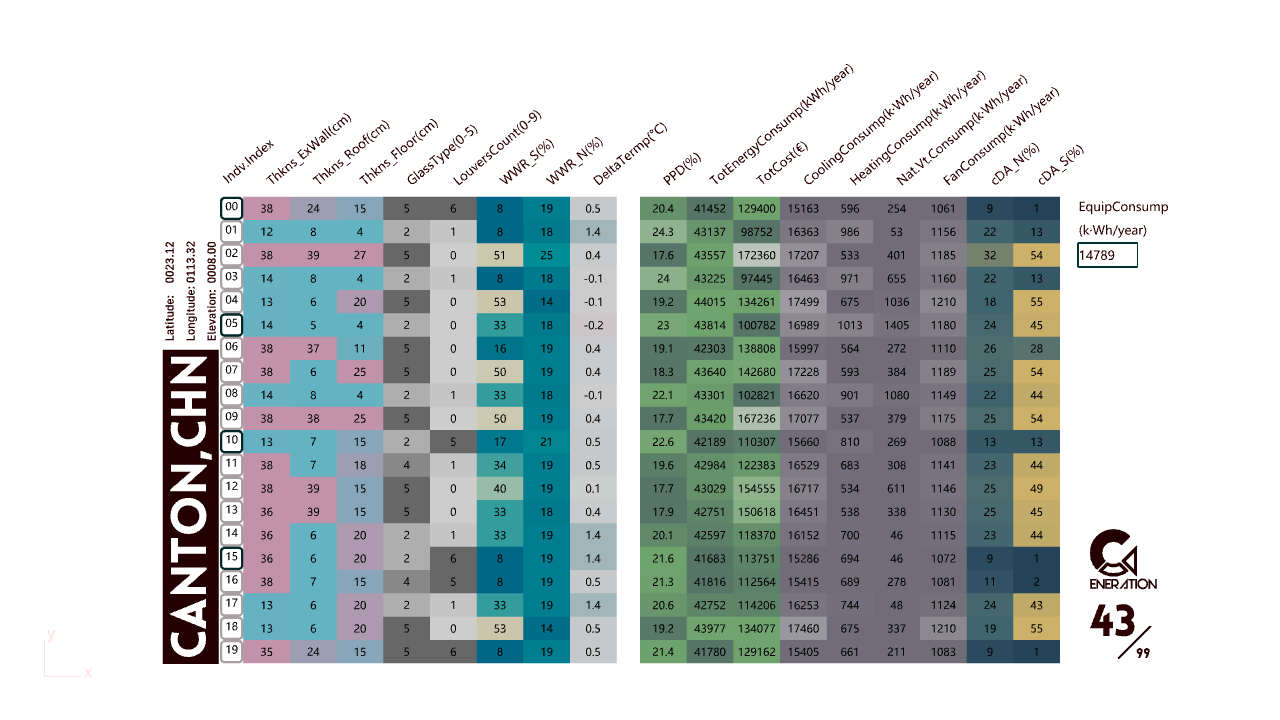 Indv.Index Thkns_ExWall(cm) Thkns_Roof(cm) Thkns_Floor(cm) GlassType(0-5) LouversCount(0-9) WWR_S(%) WWR_N(%) DeltaTermp(°C) PPD(%) TotEnergyConsump(kWh/year) TotCost(€) CoolingConsump(k·Wh/year) HeatingConsump(k·Wh/year) Nat.Vt.Consump(k·Wh/year) FanConsump(k·Wh/year) cDA_N(%) cDA_S(%)
00 38 24 15 5 6 8 19 0.5 20.4 41452 129400 15163 596 254 1061 9 1
01 12 8 4 2 1 8 18 1.4 24.3 43137 98752 16363 986 53 1156 22 13
02 38 39 27 5 0 51 25 0.4 17.6 43557 172360 17207 533 401 1185 32 54
03 14 8 4 2 1 8 18 -0.1 24 43225 97445 16463 971 655 1160 22 13
04 13 6 20 5 0 53 14 -0.1 19.2 44015 134261 17499 675 1036 1210 18 55
05 14 5 4 2 0 33 18 -0.2 23 43814 100782 16989 1013 1405 1180 24 45
06 38 37 11 5 0 16 19 0.4 19.1 42303 138808 15997 564 272 1110 26 28
07 38 6 25 5 0 50 19 0.4 18.3 43640 142680 17228 593 384 1189 25 54
08 14 8 4 2 1 33 18 -0.1 22.1 43301 102821 16620 901 1080 1149 22 44
09 38 38 25 5 0 50 19 0.4 17.7 43420 167236 17077 537 379 1175 25 54
10 13 7 15 2 5 17 21 0.5 22.6 42189 110307 15660 810 269 1088 13 13
11 38 7 18 4 1 34 19 0.5 19.6 42984 122383 16529 683 308 1141 23 44
12 38 39 15 5 0 40 19 0.1 17.7 43029 154555 16717 534 611 1146 25 49
13 36 39 15 5 0 33 18 0.4 17.9 42751 150618 16451 538 338 1130 25 45
14 36 6 20 2 1 33 19 1.4 20.1 42597 118370 16152 700 46 1115 23 44
15 36 6 20 2 6 8 19 1.4 21.6 41683 113751 15286 694 46 1072 9 1
16 38 7 15 4 5 8 19 0.5 21.3 41816 112564 15415 689 278 1081 11 2
17 13 6 20 2 1 33 19 1.4 20.6 42752 114206 16253 744 48 1124 24 43
18 13 6 20 5 0 53 14 0.5 19.2 43977 134077 17460 675 337 1210 19 55
19 35 24 15 5 6 8 19 0.5 21.4 41780 129162 15405 661 211 1083 9 1
Latitude: 0023.12
Longitude: 0113.32
Elevation: 0008.00
CANTON,CHN
EquipConsump
(k·Wh/year)
14789
G
ENERATION
43/99
y
x